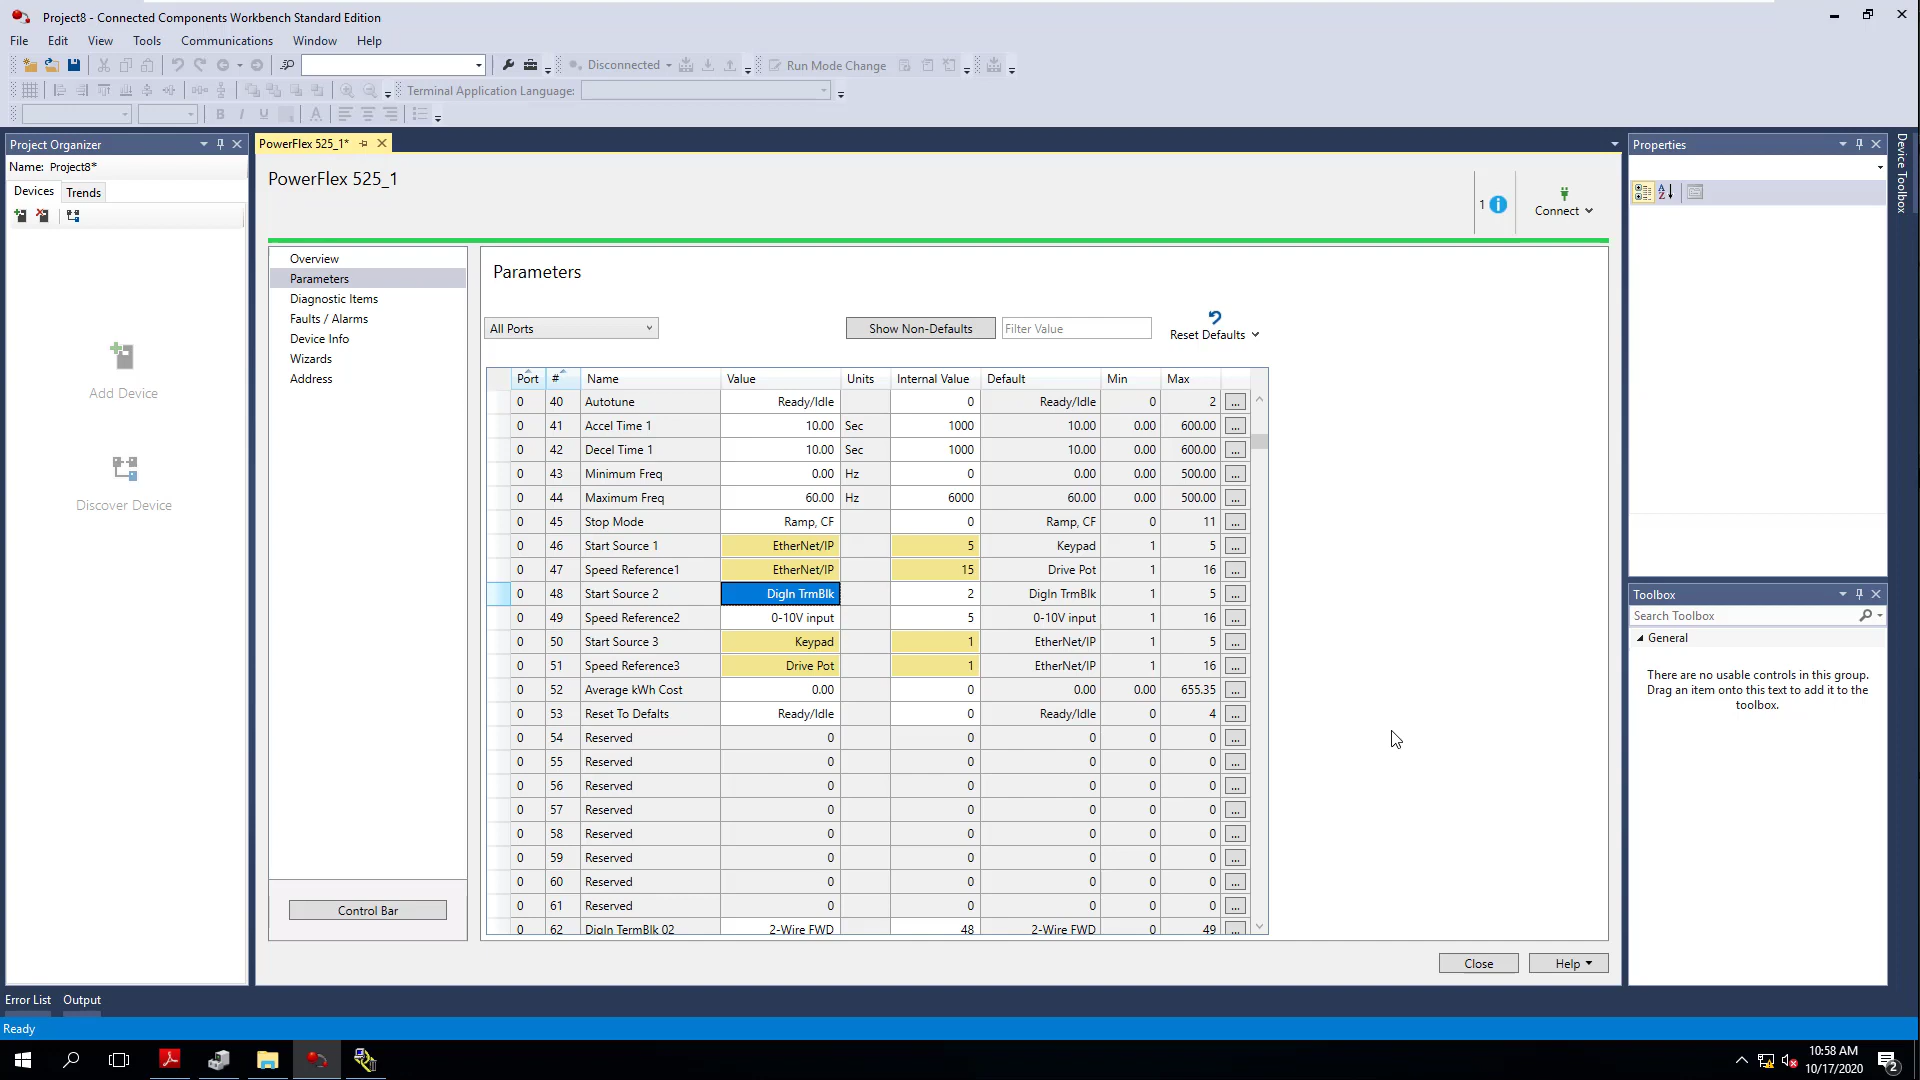 Project8 - Connected Components Workbench Standard Edition
File Edit View Tools Communications Window Help
Disconnected Run Mode Change
Terminal Application Language:
B I U A
Project Organizer
Name: Project8*
Devices Trends
Add Device
Discover Device
PowerFlex 525_1*
PowerFlex 525_1
1 i
Connect
Overview
Parameters
Diagnostic Items
Faults / Alarms
Device Info
Wizards
Address
Control Bar
Parameters
All Ports Show Non-Defaults Filter Value Reset Defaults
Port # Name Value Units Internal Value Default Min Max
0 40 Autotune Ready/Idle 0 Ready/Idle 0 2 ...
0 41 Accel Time 1 10.00 Sec 1000 10.00 0.00 600.00 ...
0 42 Decel Time 1 10.00 Sec 1000 10.00 0.00 600.00 ...
0 43 Minimum Freq 0.00 Hz 0 0.00 0.00 500.00 ...
0 44 Maximum Freq 60.00 Hz 6000 60.00 0.00 500.00 ...
0 45 Stop Mode Ramp, CF 0 Ramp, CF 0 11 ...
0 46 Start Source 1 EtherNet/IP 5 Keypad 1 5 ...
0 47 Speed Reference1 EtherNet/IP 15 Drive Pot 1 16 ...
0 48 Start Source 2 DigIn TrmBlk 2 DigIn TrmBlk 1 5 ...
0 49 Speed Reference2 0-10V input 5 0-10V input 1 16 ...
0 50 Start Source 3 Keypad 1 EtherNet/IP 1 5 ...
0 51 Speed Reference3 Drive Pot 1 EtherNet/IP 1 16 ...
0 52 Average kWh Cost 0.00 0 0.00 0.00 655.35 ...
0 53 Reset To Defalts Ready/Idle 0 Ready/Idle 0 4 ...
0 54 Reserved 0 0 0 0 0 ...
0 55 Reserved 0 0 0 0 0 ...
0 56 Reserved 0 0 0 0 0 ...
0 57 Reserved 0 0 0 0 0 ...
0 58 Reserved 0 0 0 0 0 ...
0 59 Reserved 0 0 0 0 0 ...
0 60 Reserved 0 0 0 0 0 ...
0 61 Reserved 0 0 0 0 0 ...
0 62 DigIn TermBlk 02 2-Wire FWD 48 2-Wire FWD 0 49 ...
Close Help
Properties
Device Toolbox
Toolbox
Search Toolbox
General
There are no usable controls in this group.
Drag an item onto this text to add it to the
toolbox.
Error List Output
Ready
10:58 AM
10/17/2020
2